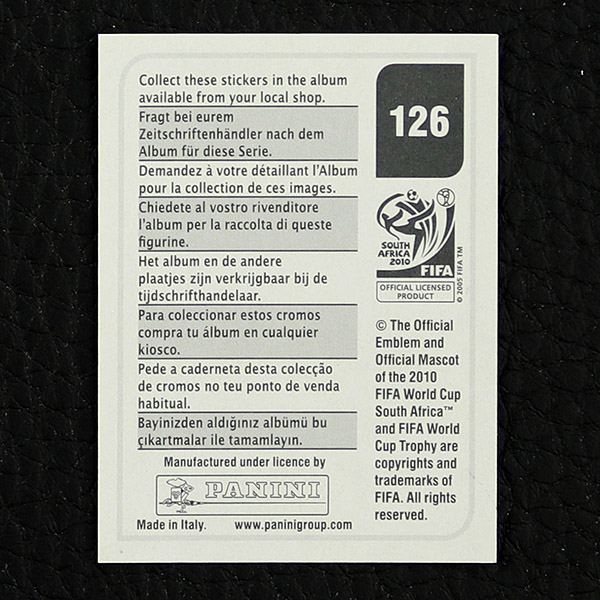 Collect these stickers in the album
available from your local shop.
Fragt bei eurem
Zeitschriftenhändler nach dem
Album für diese Serie.
Demandez à votre détaillant l'Album
pour la collection de ces images.
Chiedete al vostro rivenditore
l'album per la raccolta di queste
figurine.
Het album en de andere
plaatjes zijn verkrijgbaar bij de
tijdschrifthandelaar.
Para coleccionar estos cromos
compra tu álbum en cualquier
kiosco.
Pede a caderneta desta colecção
de cromos no teu ponto de venda
habitual.
Bayinizden aldığınız albümü bu
çıkartmalar ile tamamlayın.
Manufactured under licence by
PANINI
Made in Italy. www.paninigroup.com
126
SOUTH
AFRICA
2010
FIFA
© 2005 FIFA TM
OFFICIAL LICENSED
PRODUCT
© The Official
Emblem and
Official Mascot
of the 2010
FIFA World Cup
South Africa™
and FIFA World
Cup Trophy are
copyrights and
trademarks of
FIFA. All rights
reserved.